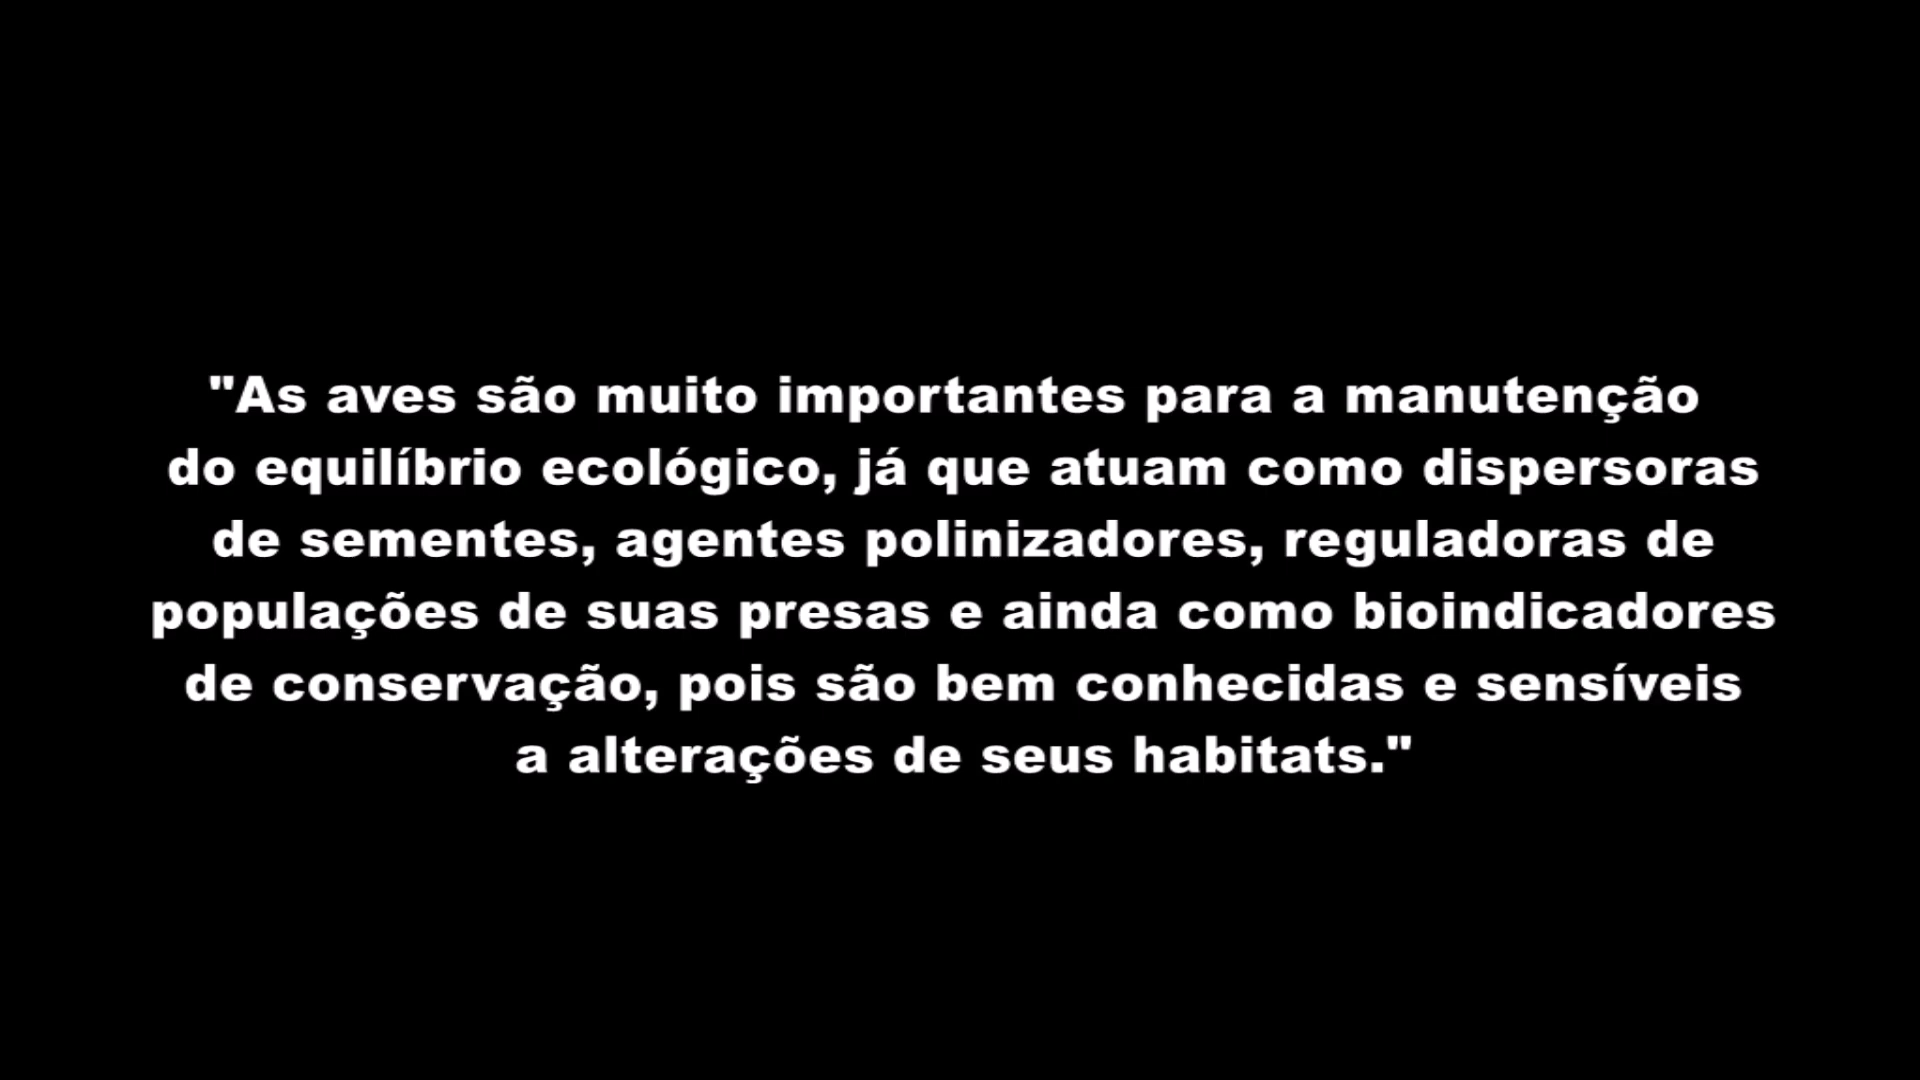 "As aves são muito importantes para a manutenção
do equilíbrio ecológico, já que atuam como dispersoras
de sementes, agentes polinizadores, reguladoras de
populações de suas presas e ainda como bioindicadores
de conservação, pois são bem conhecidas e sensíveis
a alterações de seus habitats."